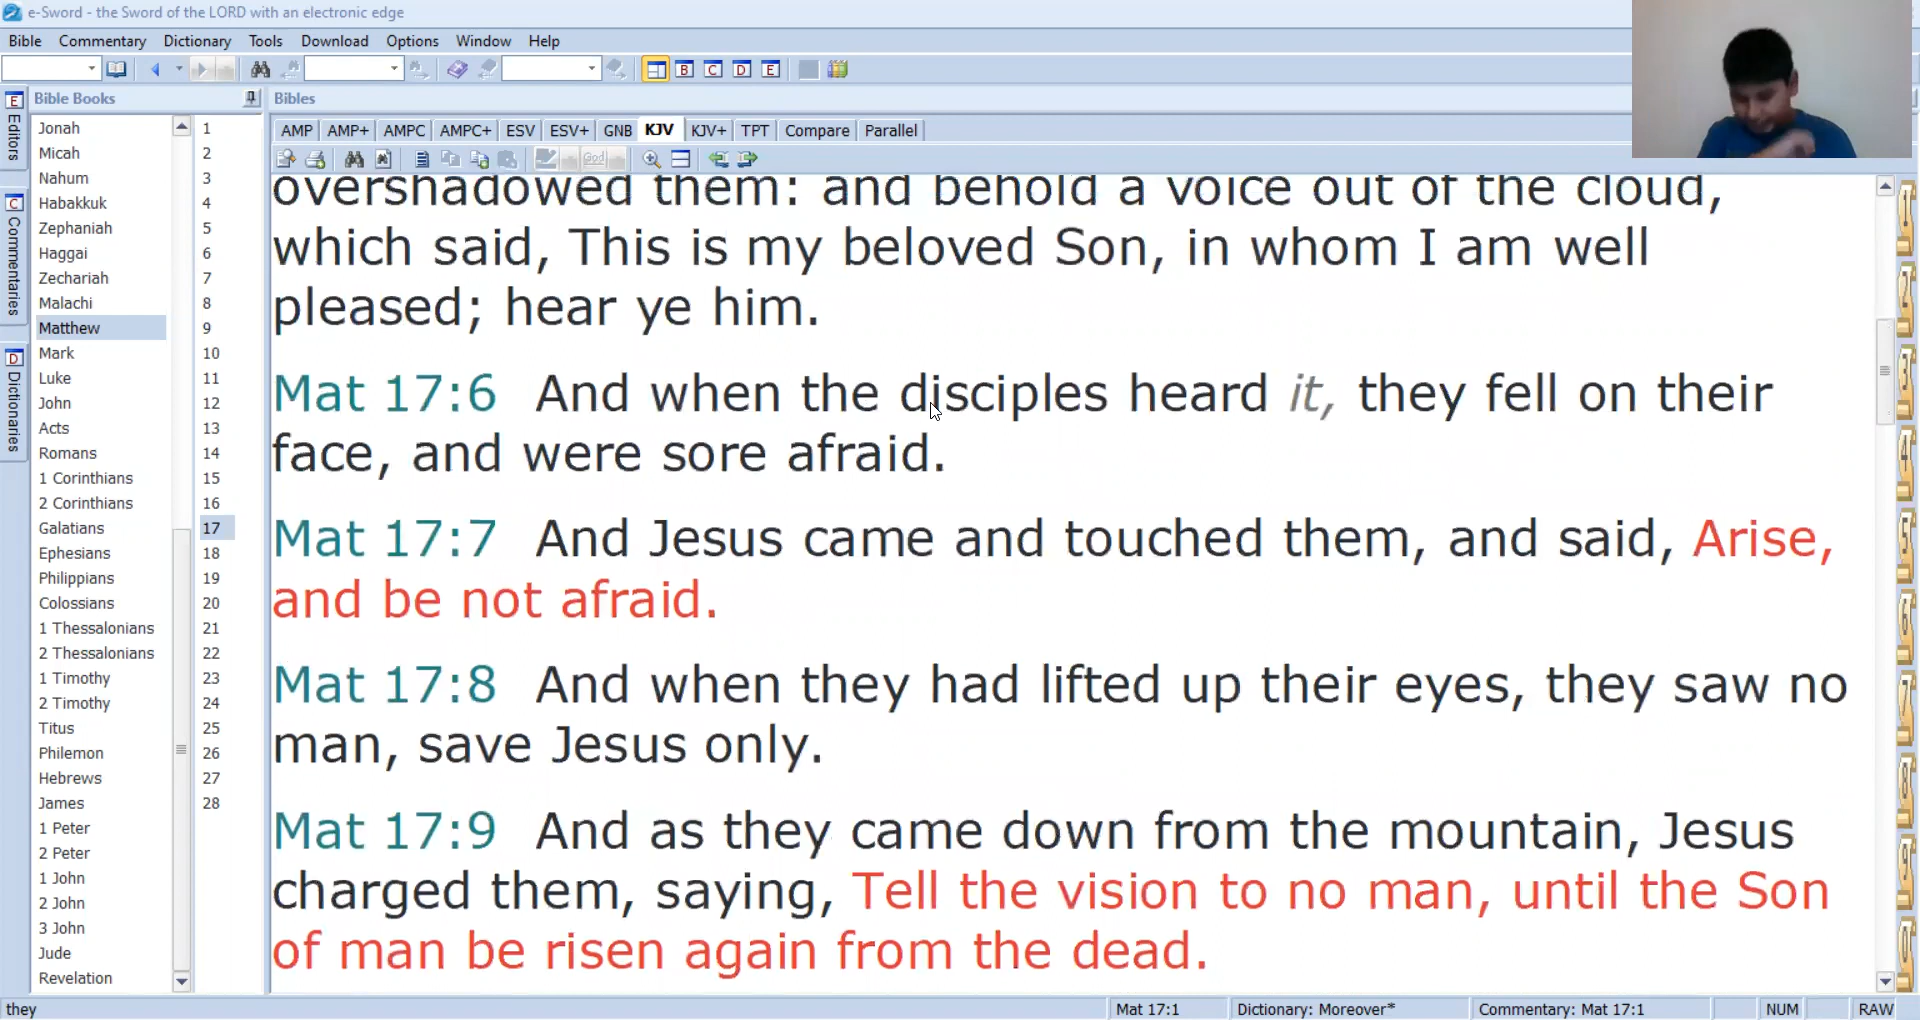 e-Sword - the Sword of the LORD with an electronic edge
Bible Commentary Dictionary Tools Download Options Window Help
B C D E
Bible Books
Bibles
E Editors
C Commentaries
D Dictionaries
Jonah
Micah
Nahum
Habakkuk
Zephaniah
Haggai
Zechariah
Malachi
Matthew
Mark
Luke
John
Acts
Romans
1 Corinthians
2 Corinthians
Galatians
Ephesians
Philippians
Colossians
1 Thessalonians
2 Thessalonians
1 Timothy
2 Timothy
Titus
Philemon
Hebrews
James
1 Peter
2 Peter
1 John
2 John
3 John
Jude
Revelation
1
2
3
4
5
6
7
8
9
10
11
12
13
14
15
16
17
18
19
20
21
22
23
24
25
26
27
28
AMP AMP+ AMPC AMPC+ ESV ESV+ GNB KJV KJV+ TPT Compare Parallel
God
overshadowed them: and behold a voice out of the cloud,
which said, This is my beloved Son, in whom I am well
pleased; hear ye him.
Mat 17:6 And when the disciples heard it, they fell on their
face, and were sore afraid.
Mat 17:7 And Jesus came and touched them, and said, Arise,
and be not afraid.
Mat 17:8 And when they had lifted up their eyes, they saw no
man, save Jesus only.
Mat 17:9 And as they came down from the mountain, Jesus
charged them, saying, Tell the vision to no man, until the Son
of man be risen again from the dead.
1
2
3
4
5
6
7
8
9
0
they
Mat 17:1
Dictionary: Moreover*
Commentary: Mat 17:1
NUM
RAW